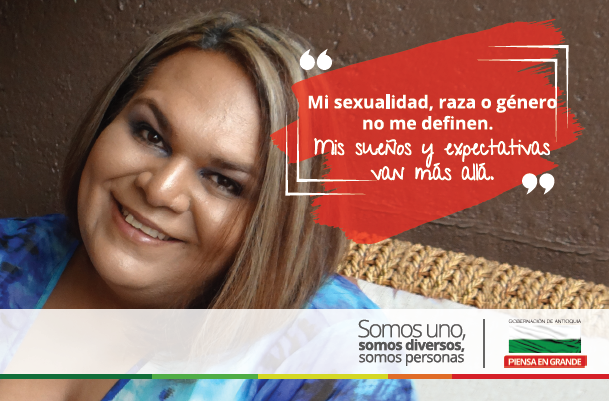 “
Mi sexualidad, raza o género
no me definen.
Mis sueños y expectativas
van más allá.
”
Somos uno,
somos diversos,
somos personas
GOBERNACIÓN DE ANTIOQUIA
PIENSA EN GRANDE